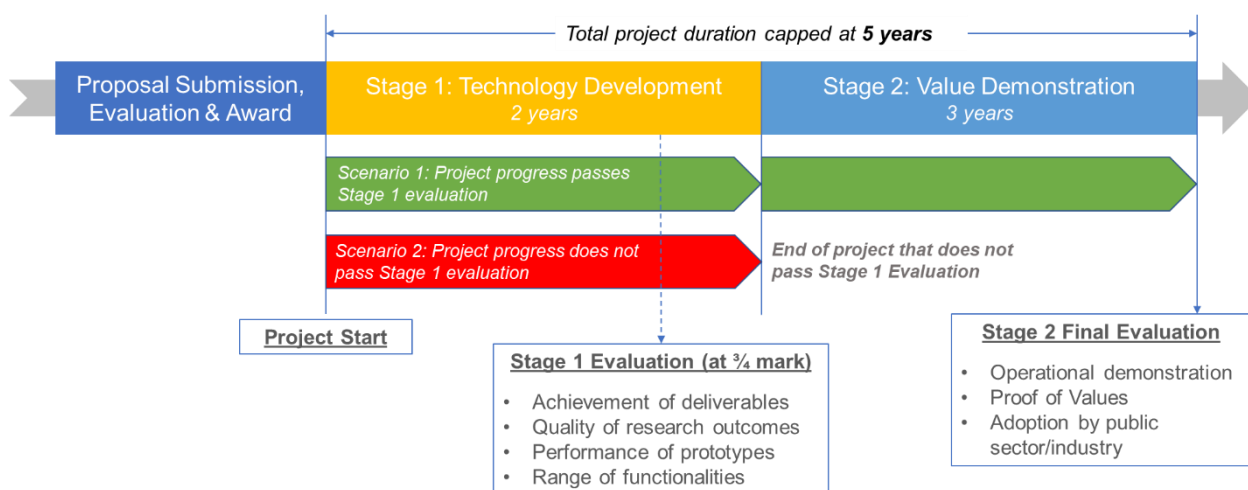 Total project duration capped at 5 years
Proposal Submission,
Evaluation & Award
Stage 1: Technology Development
2 years
Stage 2: Value Demonstration
3 years
Scenario 1: Project progress passes
Stage 1 evaluation
Scenario 2: Project progress does not
pass Stage 1 evaluation
End of project that does not
pass Stage 1 Evaluation
Project Start
Stage 1 Evaluation (at ¾ mark)
• Achievement of deliverables
• Quality of research outcomes
• Performance of prototypes
• Range of functionalities
Stage 2 Final Evaluation
• Operational demonstration
• Proof of Values
• Adoption by public
sector/industry